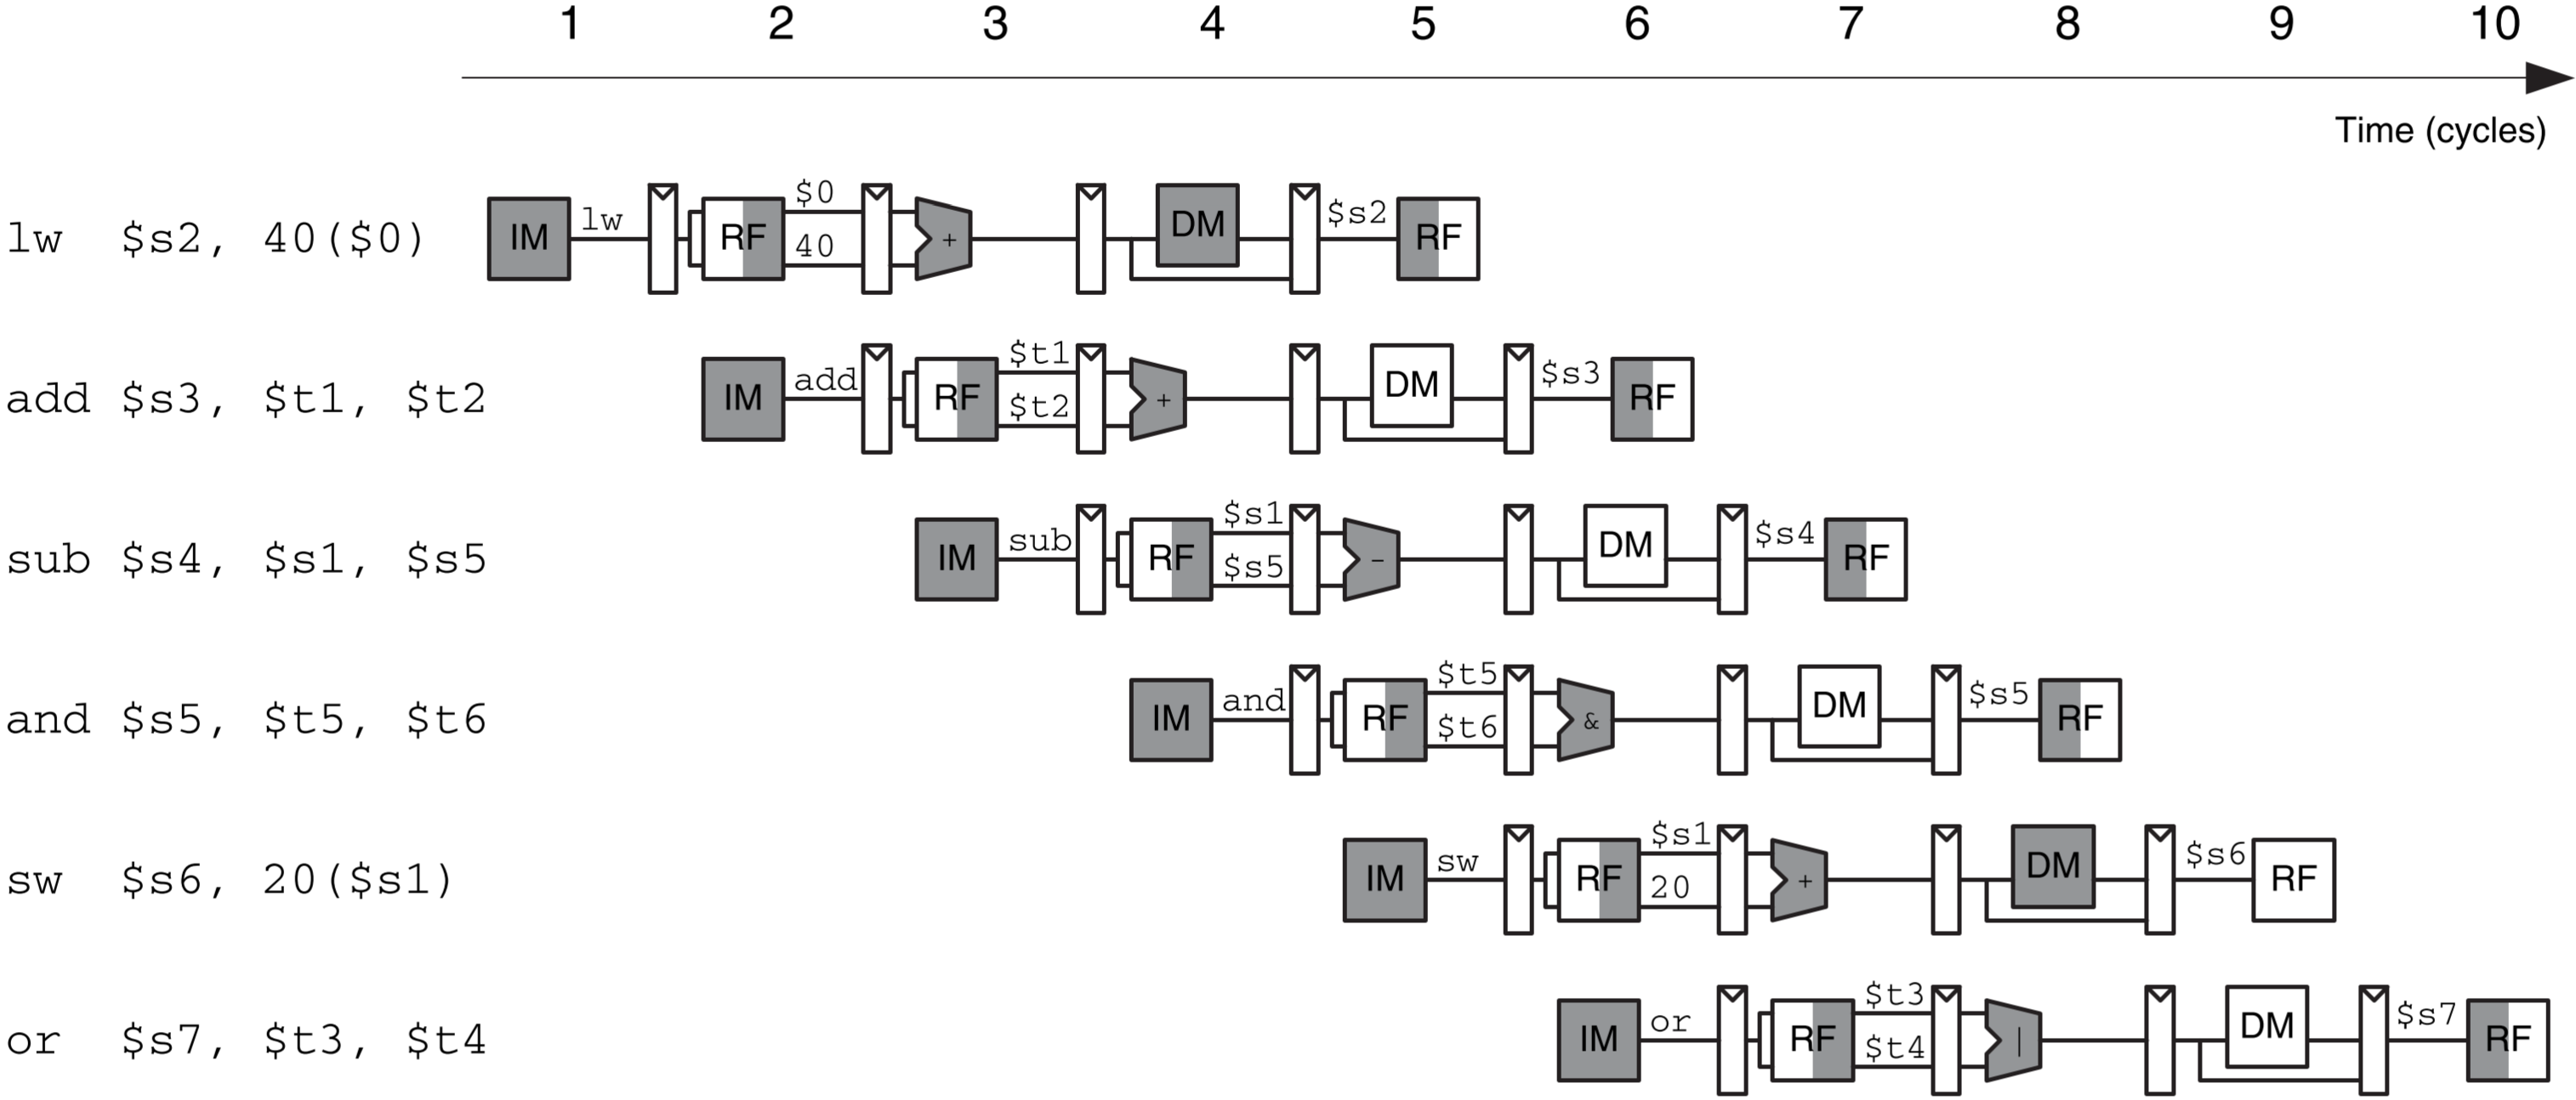 1 2 3 4 5 6 7 8 9 10
Time (cycles)
lw $s2, 40($0) IM lw RF $0 40 + DM $s2 RF
add $s3, $t1, $t2 IM add RF $t1 $t2 + DM $s3 RF
sub $s4, $s1, $s5 IM sub RF $s1 $s5 - DM $s4 RF
and $s5, $t5, $t6 IM and RF $t5 $t6 & DM $s5 RF
sw $s6, 20($s1) IM sw RF $s1 20 + DM $s6 RF
or $s7, $t3, $t4 IM or RF $t3 $t4 | DM $s7 RF